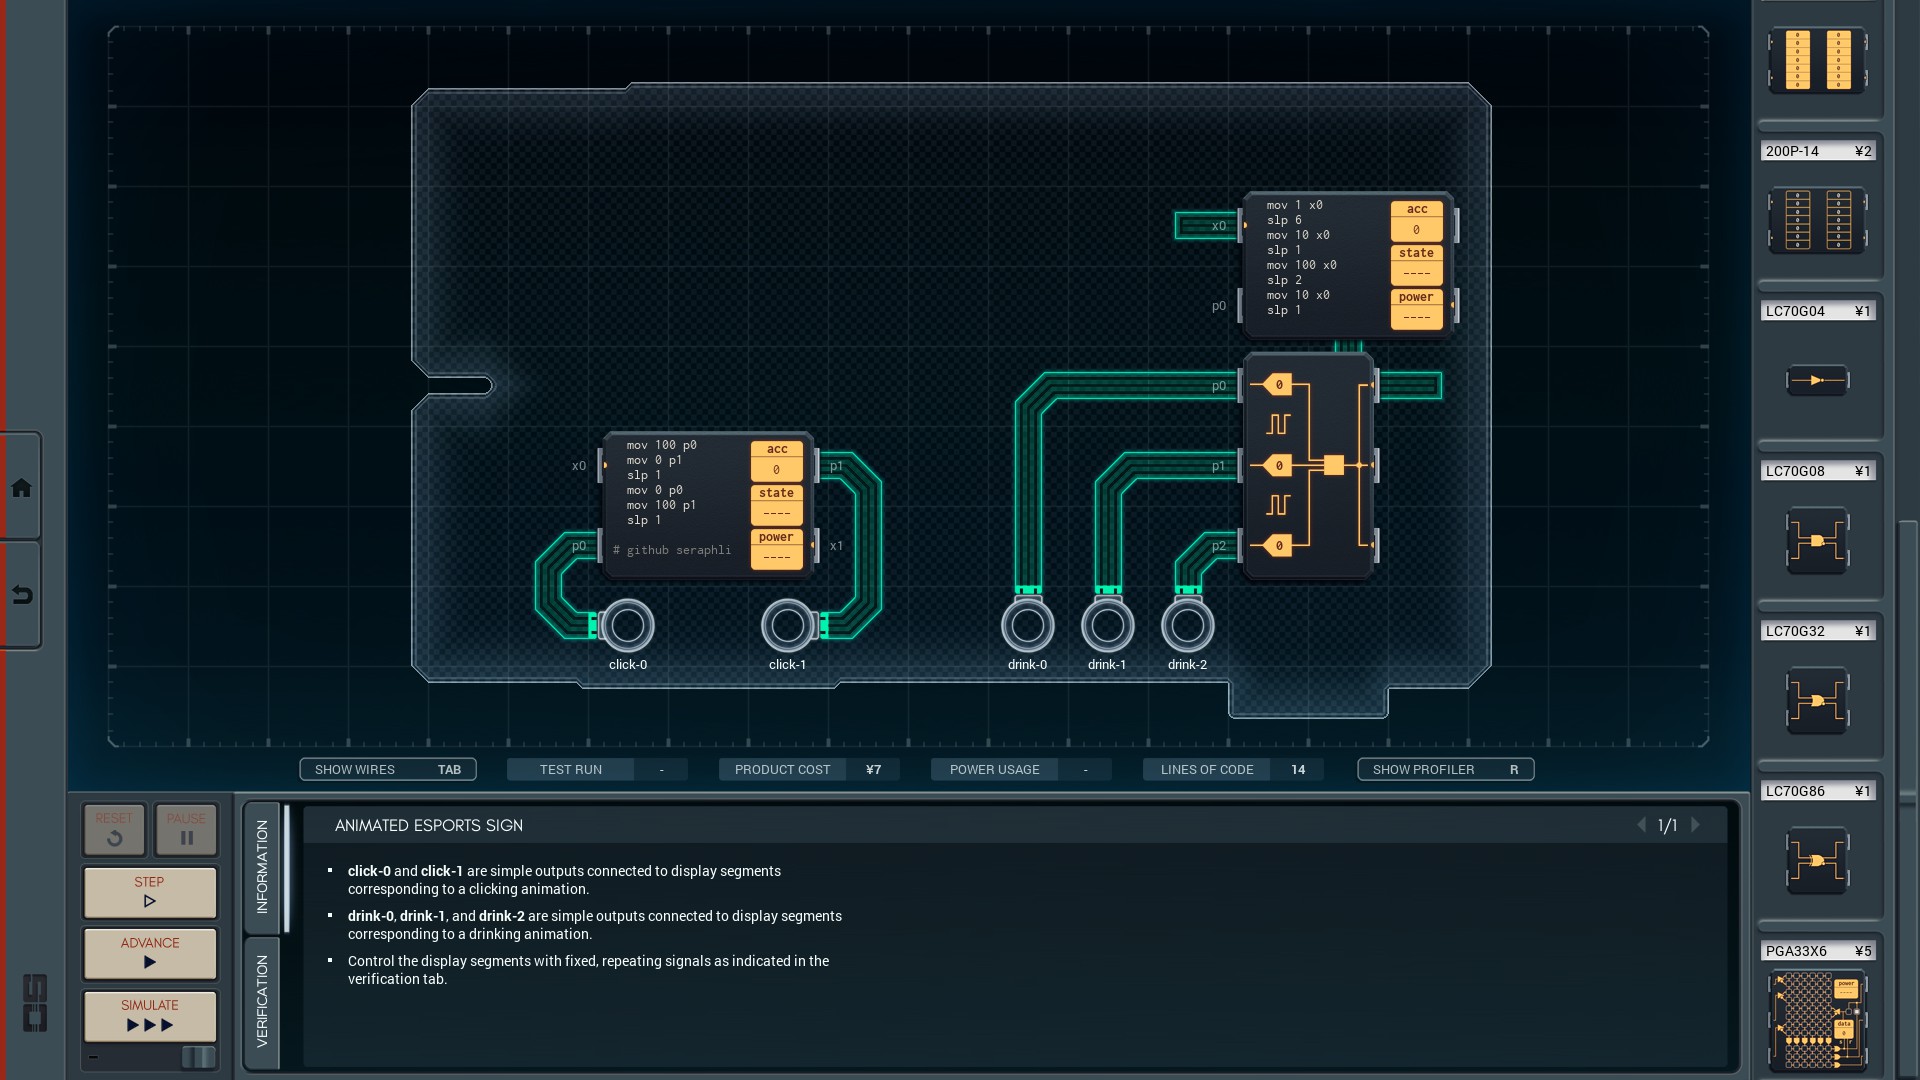 200P-14 ¥2
mov 1 x0
slp 6
mov 10 x0
slp 1
mov 100 x0
slp 2
mov 10 x0
slp 1
acc
0
state
----
power
----
x0
p0
LC70G04 ¥1
p0
0
p1
0
p2
0
mov 100 p0
mov 0 p1
slp 1
mov 0 p0
mov 100 p1
slp 1
# github seraphli
acc
0
state
----
power
----
x0
p1
p0
x1
LC70G08 ¥1
LC70G32 ¥1
click-0
click-1
drink-0
drink-1
drink-2
SHOW WIRES TAB
TEST RUN -
PRODUCT COST ¥7
POWER USAGE -
LINES OF CODE 14
SHOW PROFILER R
LC70G86 ¥1
RESET
PAUSE
STEP
ADVANCE
SIMULATE
INFORMATION
VERIFICATION
ANIMATED ESPORTS SIGN
1/1
click-0 and click-1 are simple outputs connected to display segments
corresponding to a clicking animation.
drink-0, drink-1, and drink-2 are simple outputs connected to display segments
corresponding to a drinking animation.
Control the display segments with fixed, repeating signals as indicated in the
verification tab.
PGA33X6 ¥5
power
data